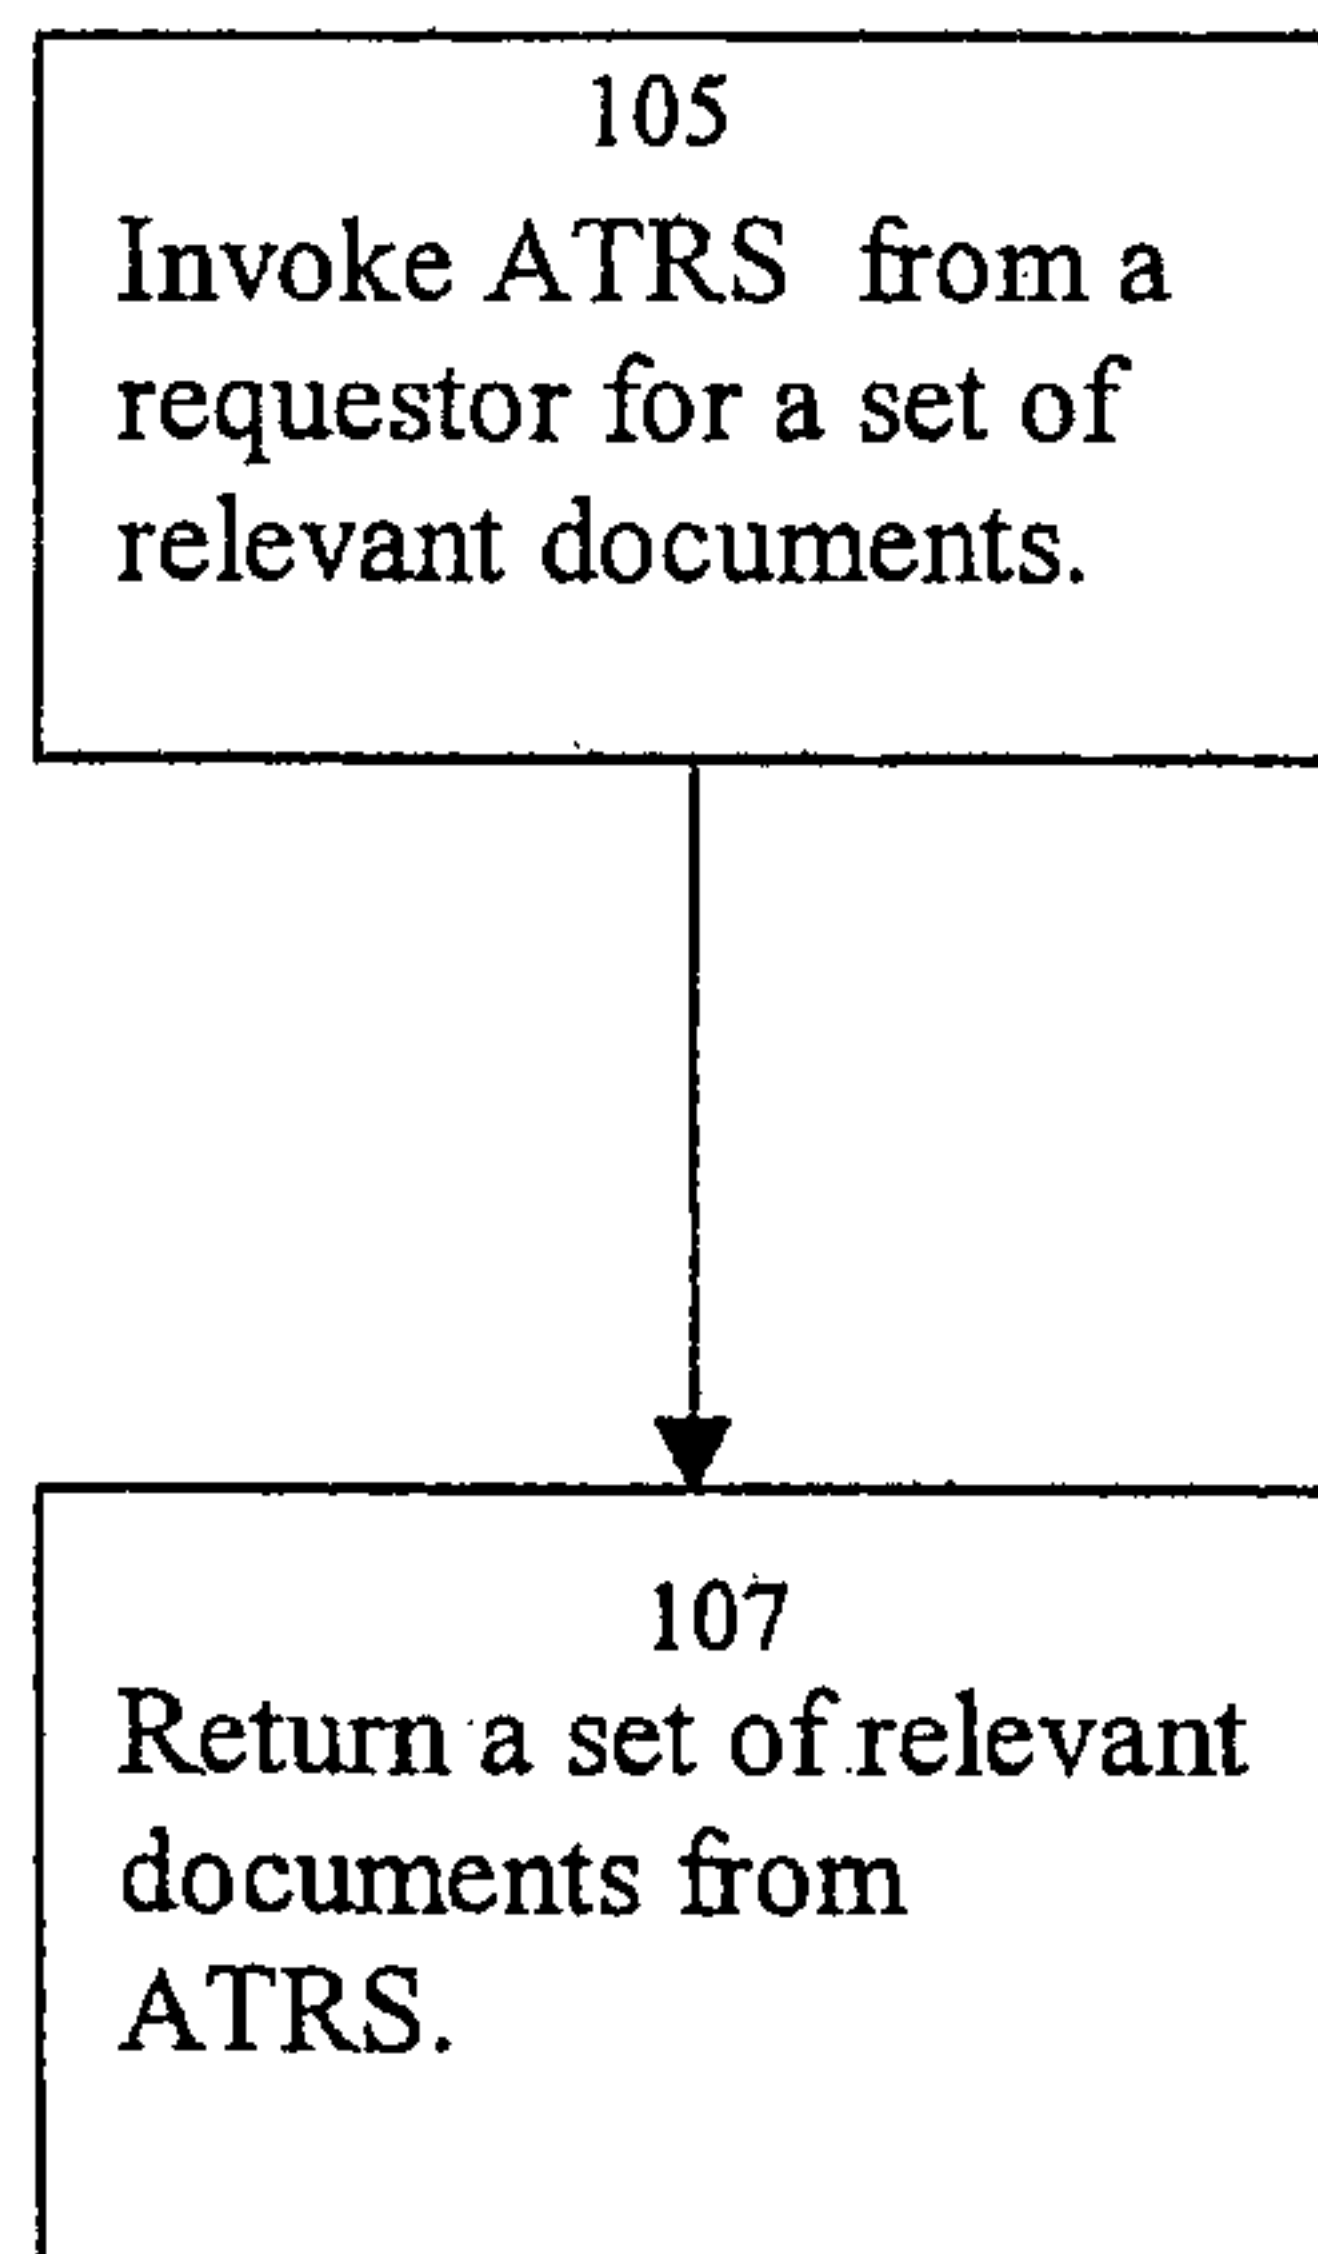 105
Invoke ATRS from a
requestor for a set of
relevant documents.
107
Return a set of relevant
documents from
ATRS.